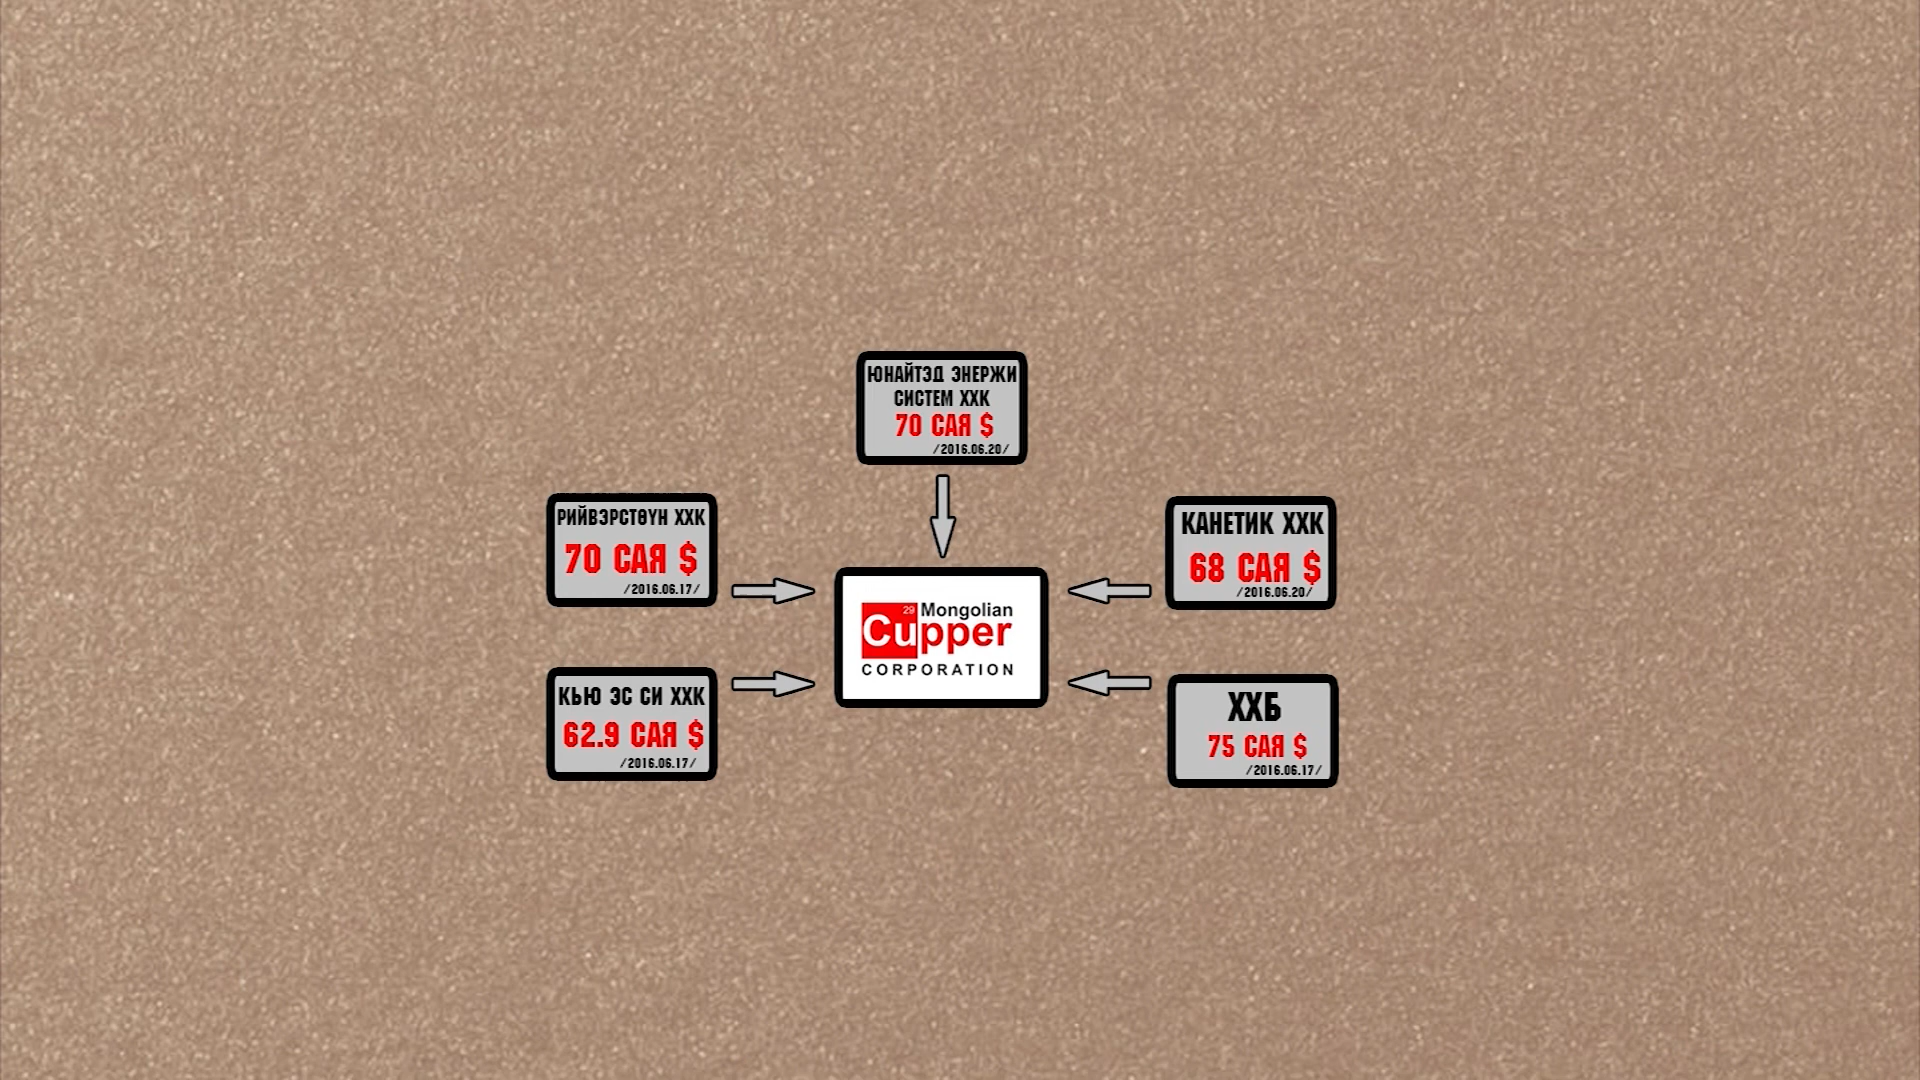 ЮНАЙТЭД ЭНЕРЖИ
СИСТЕМ ХХК
70 САЯ $
/2016.06.20/
РИЙВЭРСТӨҮН ХХК
70 САЯ $
/2016.06.17/
КАНЕТИК ХХК
68 САЯ $
/2016.06.20/
29
Mongolian
Cupper
CORPORATION
КЬЮ ЭС СИ ХХК
62.9 САЯ $
/2016.06.17/
ХХБ
75 САЯ $
/2016.06.17/